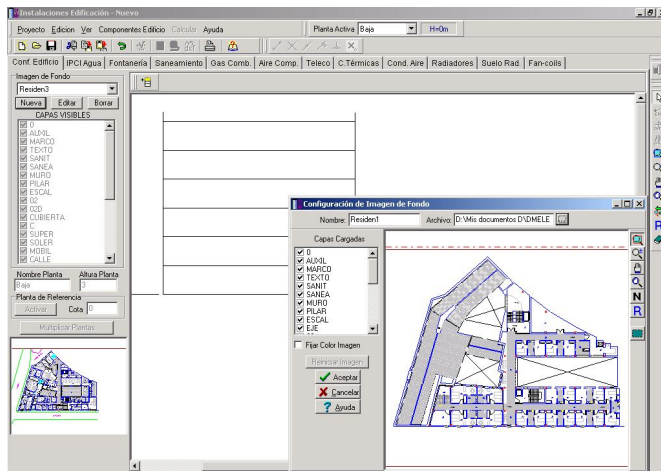 Instalaciones Edificación - Nuevo
Proyecto Edicion Ver Componentes Edificio Calcular Ayuda
Planta Activa Baja H=0m
Conf. Edificio IPCI Agua Fontanería Saneamiento Gas Comb. Aire Comp. Teleco C.Térmicas Cond. Aire Radiadores Suelo Rad. Fan-coils
Imagen de Fondo
Residen3
Nueva Editar Borrar
CAPAS VISIBLES
0
AUXIL
MARCO
TEXTO
SANIT
SANEA
MURO
PILAR
ESCAL
02
02D
CUBIERTA
C
SUPER
SOLER
MOBIL
CALLE
Nombre Planta Altura Planta
Baja 3
Planta de Referencia
Activar Cota 0
Multiplicar Plantas
Configuración de Imagen de Fondo
Nombre: Residen1 Archivo: D:\Mis documentos D\DMELE
Capas Cargadas
0
AUXIL
MARCO
TEXTO
SANIT
SANEA
MURO
PILAR
ESCAL
EJE
Fijar Color Imagen
Reiniciar Imagen
Aceptar
Cancelar
Ayuda
N
R
R